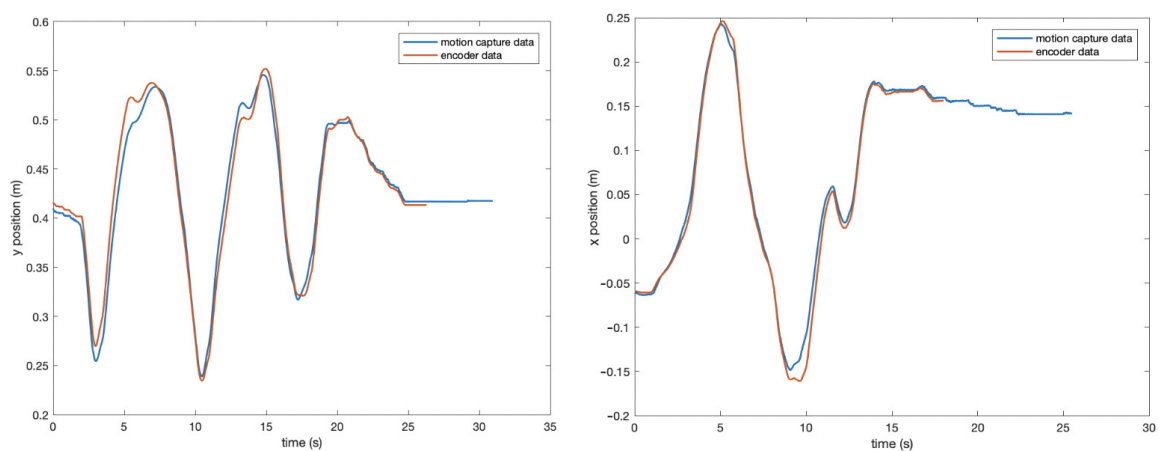 0.6
0.55
0.5
0.45
0.4
0.35
0.3
0.25
0.2
y position (m)
motion capture data
encoder data
0 5 10 15 20 25 30 35
time (s)
0.25
0.2
0.15
0.1
0.05
0
−0.05
−0.1
−0.15
−0.2
x position (m)
motion capture data
encoder data
0 5 10 15 20 25 30
time (s)